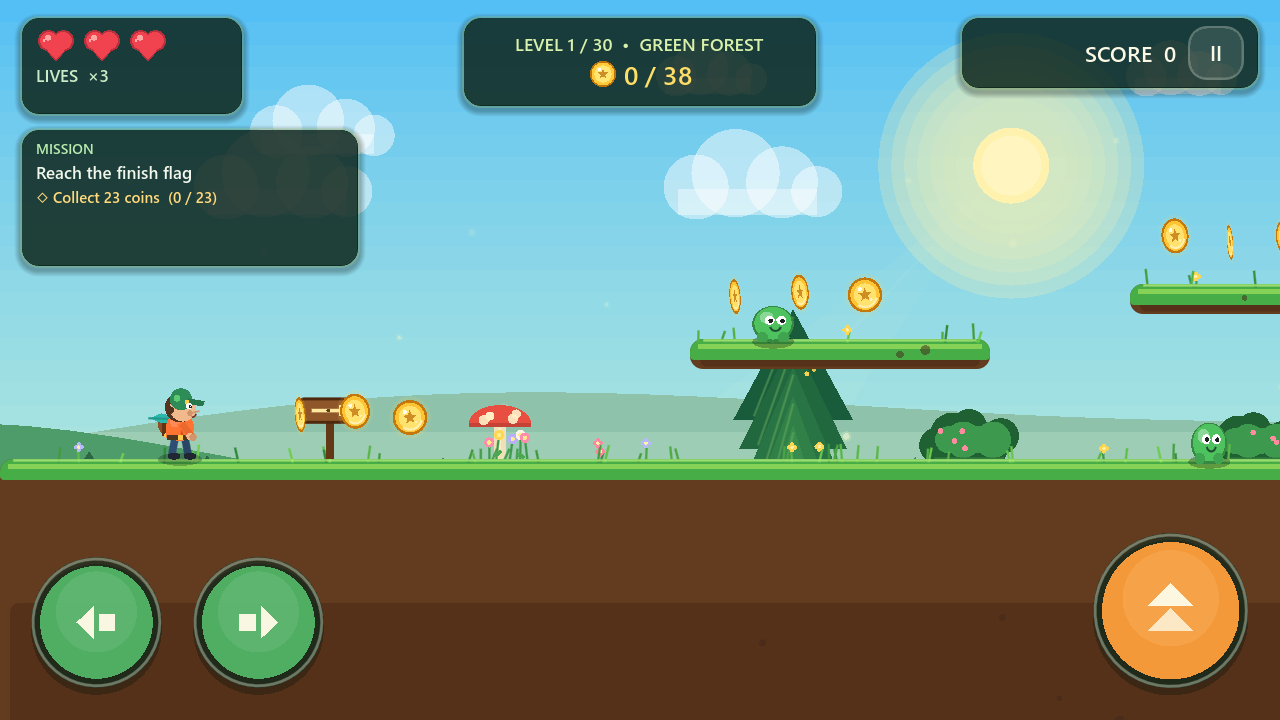 LIVES ×3
LEVEL 1 / 30 • GREEN FOREST
0 / 38
SCORE 0
MISSION
Reach the finish flag
◇ Collect 23 coins (0 / 23)